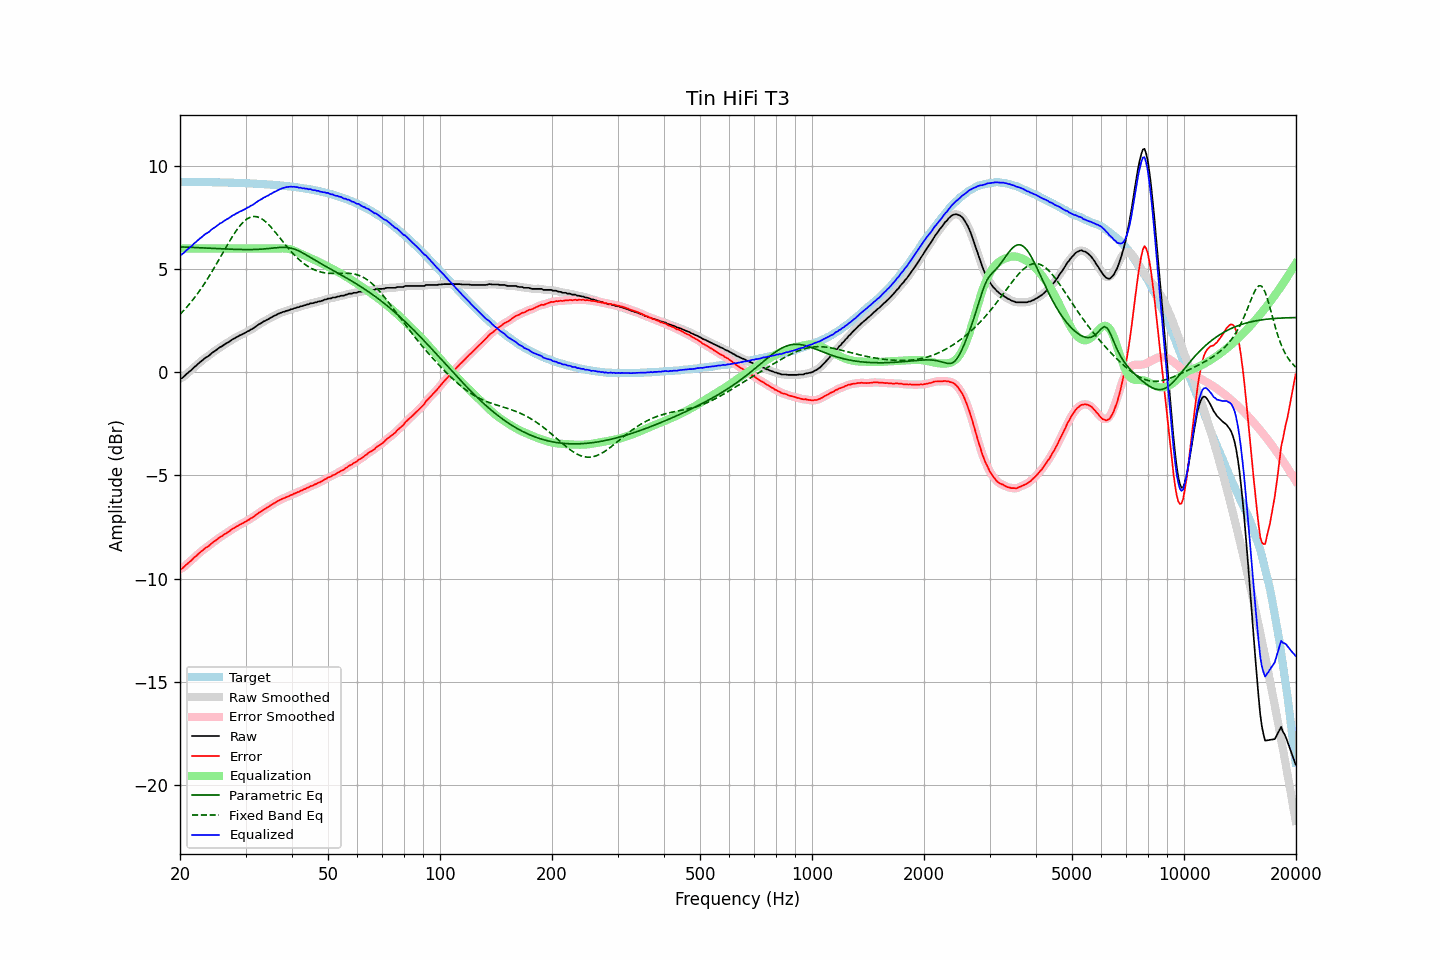 Tin HiFi T3
Amplitude (dBr)
10
5
0
−5
−10
−15
−20
Target
Raw Smoothed
Error Smoothed
Raw
Error
Equalization
Parametric Eq
Fixed Band Eq
Equalized
20 50 100 200 500 1000 2000 5000 10000 20000
Frequency (Hz)